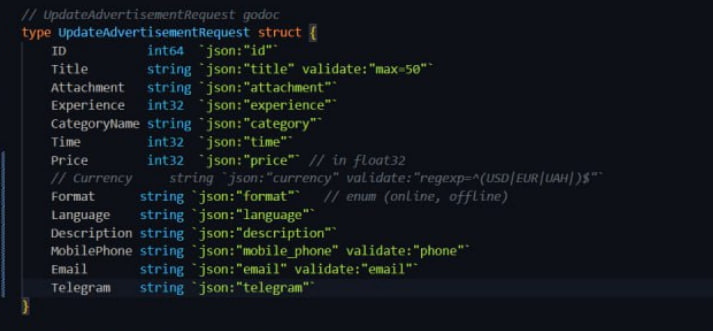 // UpdateAdvertisementRequest godoc
type UpdateAdvertisementRequest struct {
ID int64 `json:"id"`
Title string `json:"title" validate:"max=50"`
Attachment string `json:"attachment"`
Experience int32 `json:"experience"`
CategoryName string `json:"category"`
Time int32 `json:"time"`
Price int32 `json:"price"` // in float32
// Currency string `json:"currency" validate:"regexp=^(USD|EUR|UAH|)$"`
Format string `json:"format"` // enum (online, offline)
Language string `json:"language"`
Description string `json:"description"`
MobilePhone string `json:"mobile_phone" validate:"phone"`
Email string `json:"email" validate:"email"`
Telegram string `json:"telegram"`
}